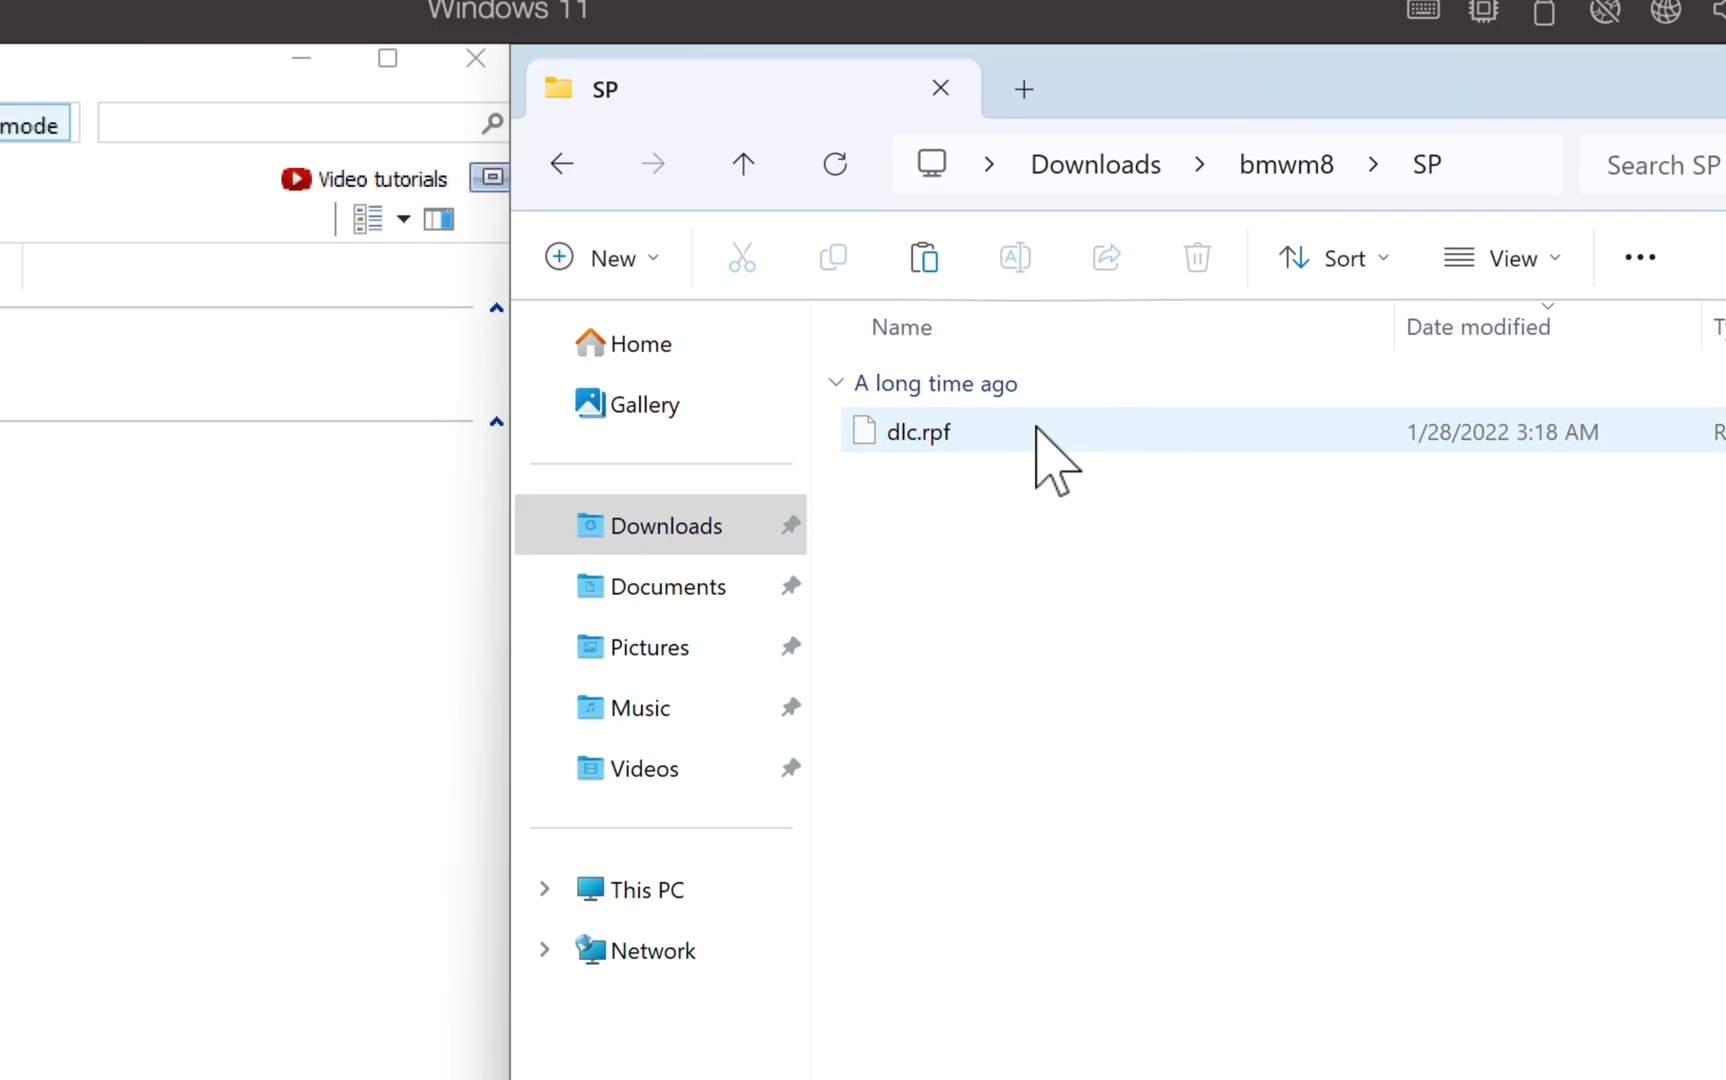 Windows 11
mode
Video tutorials
SP
Downloads
bmwm8
SP
Search SP
New
Sort
View
Name
Date modified
A long time ago
dlc.rpf
1/28/2022 3:18 AM
Home
Gallery
Downloads
Documents
Pictures
Music
Videos
This PC
Network